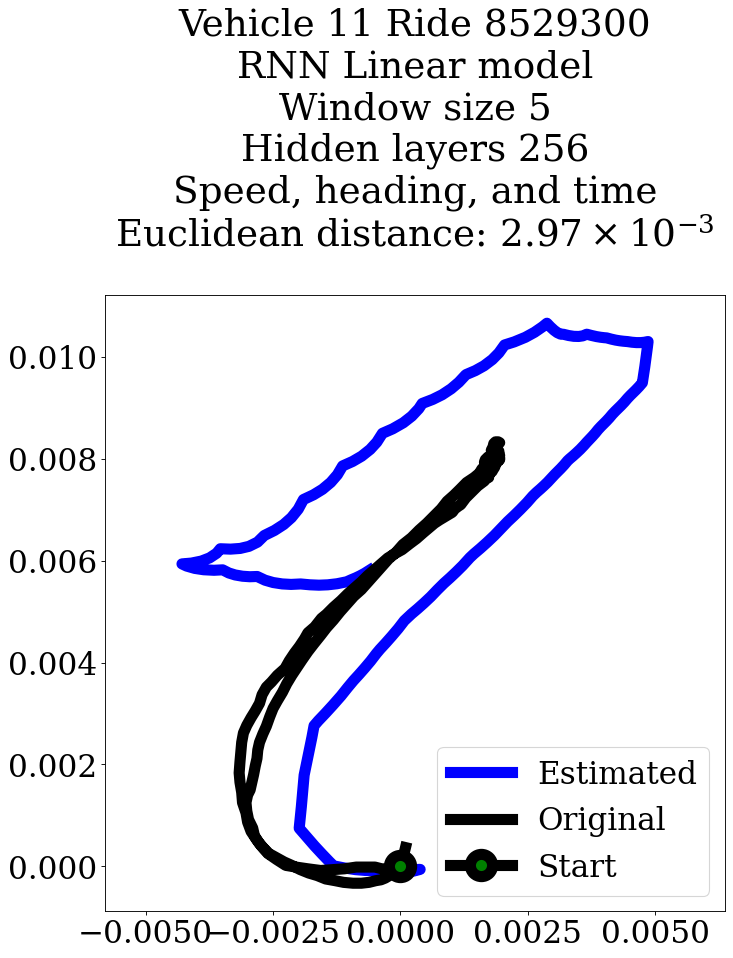 Vehicle 11 Ride 8529300
RNN Linear model
Window size 5
Hidden layers 256
Speed, heading, and time
Euclidean distance: 2.97 × 10⁻³
0.010
0.008
0.006
0.004
0.002
0.000
Estimated
Original
Start
−0.0050 −0.0025 0.0000 0.0025 0.0050